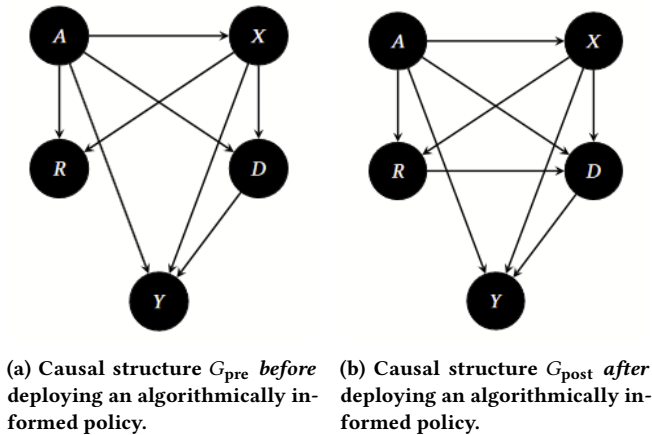 A
X
R
D
Y
(a) Causal structure Gpre before
deploying an algorithmically in-
formed policy.
A
X
R
D
Y
(b) Causal structure Gpost after
deploying an algorithmically in-
formed policy.